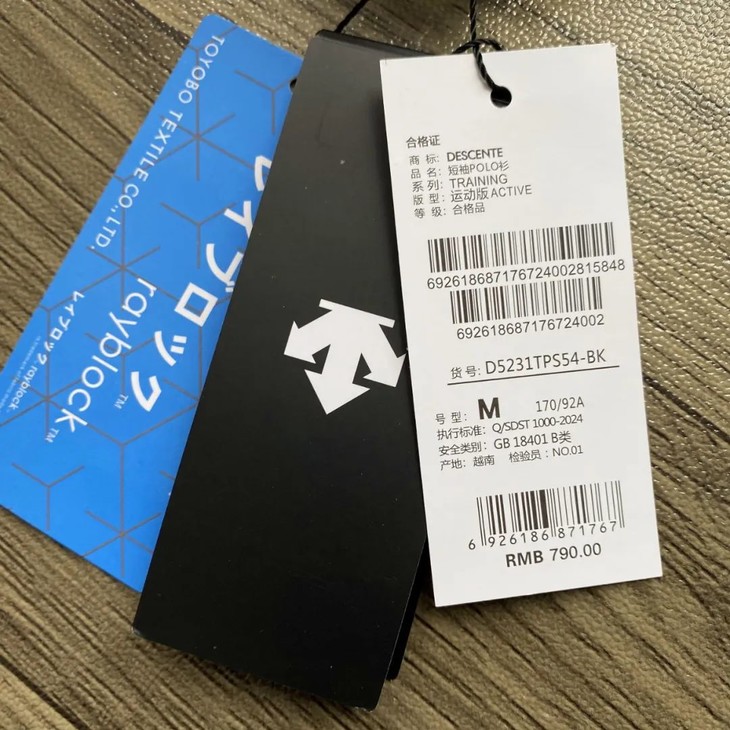 TOYOBO TEXTILE CO., LTD.
レイブロック™
rayblock™
レイブロック rayblock
合格证
商 标: DESCENTE
品 名: 短袖POLO衫
系 列: TRAINING
版 型: 运动版ACTIVE
等 级: 合格品
692618687176724002815848
692618687176724002
货号: D5231TPS54-BK
号 型: M 170/92A
执行标准: Q/SDST 1000-2024
安全类别: GB 18401 B类
产地: 越南 检验员: NO.01
6 926186 871767
RMB 790.00